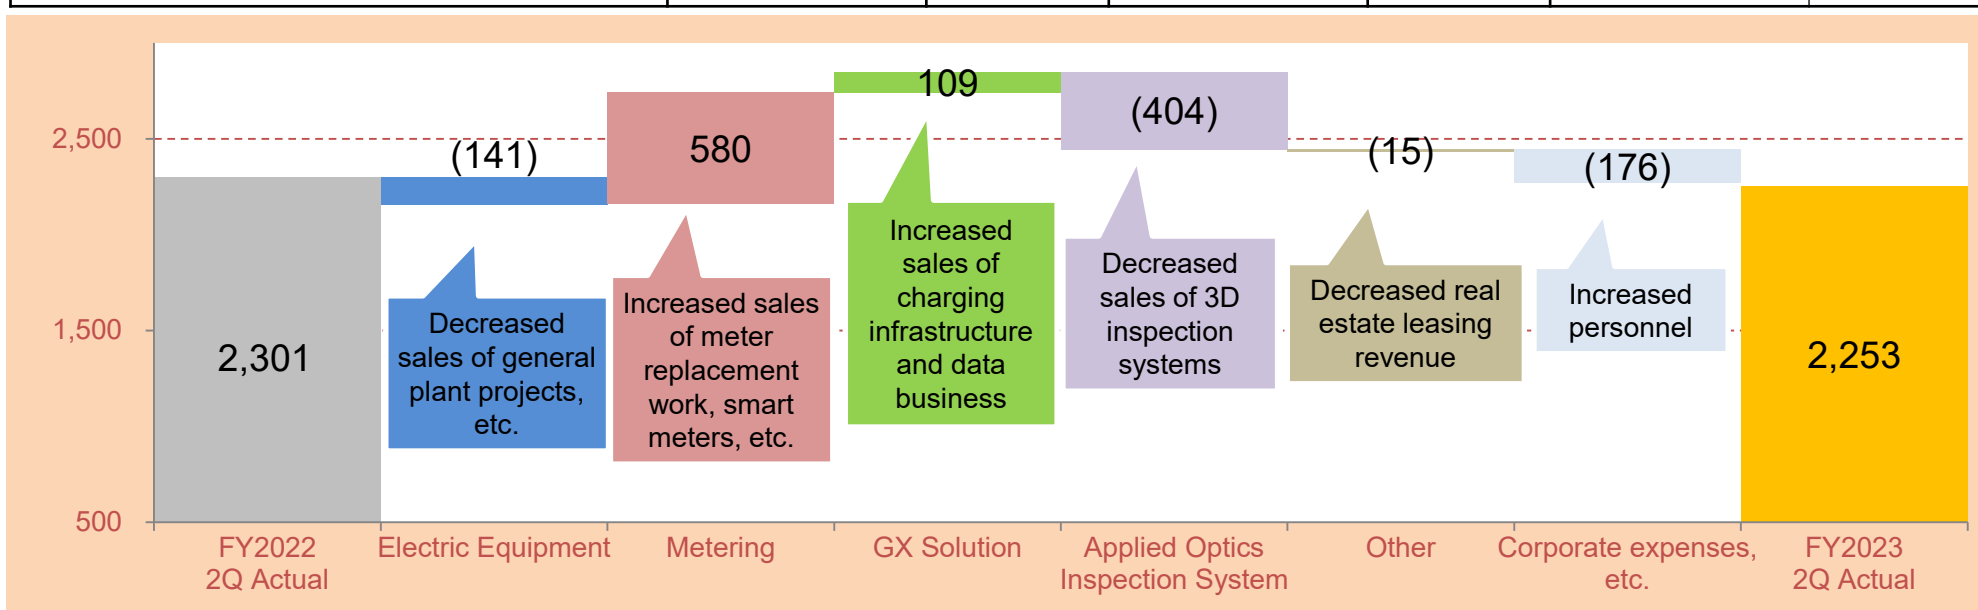 2,500
1,500
500
2,301
(141)
580
109
(404)
(15)
(176)
2,253
Decreased
sales of general
plant projects,
etc.
Increased sales
of meter
replacement
work, smart
meters, etc.
Increased
sales of
charging
infrastructure
and data
business
Decreased
sales of 3D
inspection
systems
Decreased real
estate leasing
revenue
Increased
personnel
FY2022
2Q Actual
Electric Equipment
Metering
GX Solution
Applied Optics
Inspection System
Other
Corporate expenses,
etc.
FY2023
2Q Actual